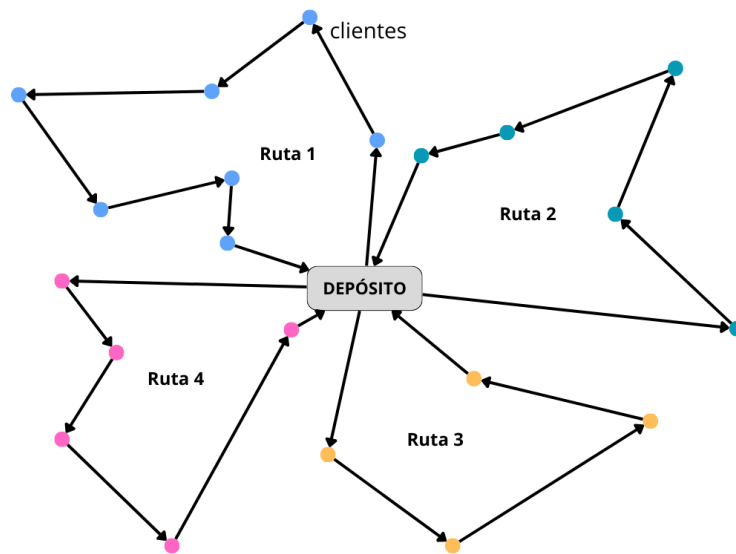 clientes
Ruta 1
Ruta 2
DEPÓSITO
Ruta 4
Ruta 3